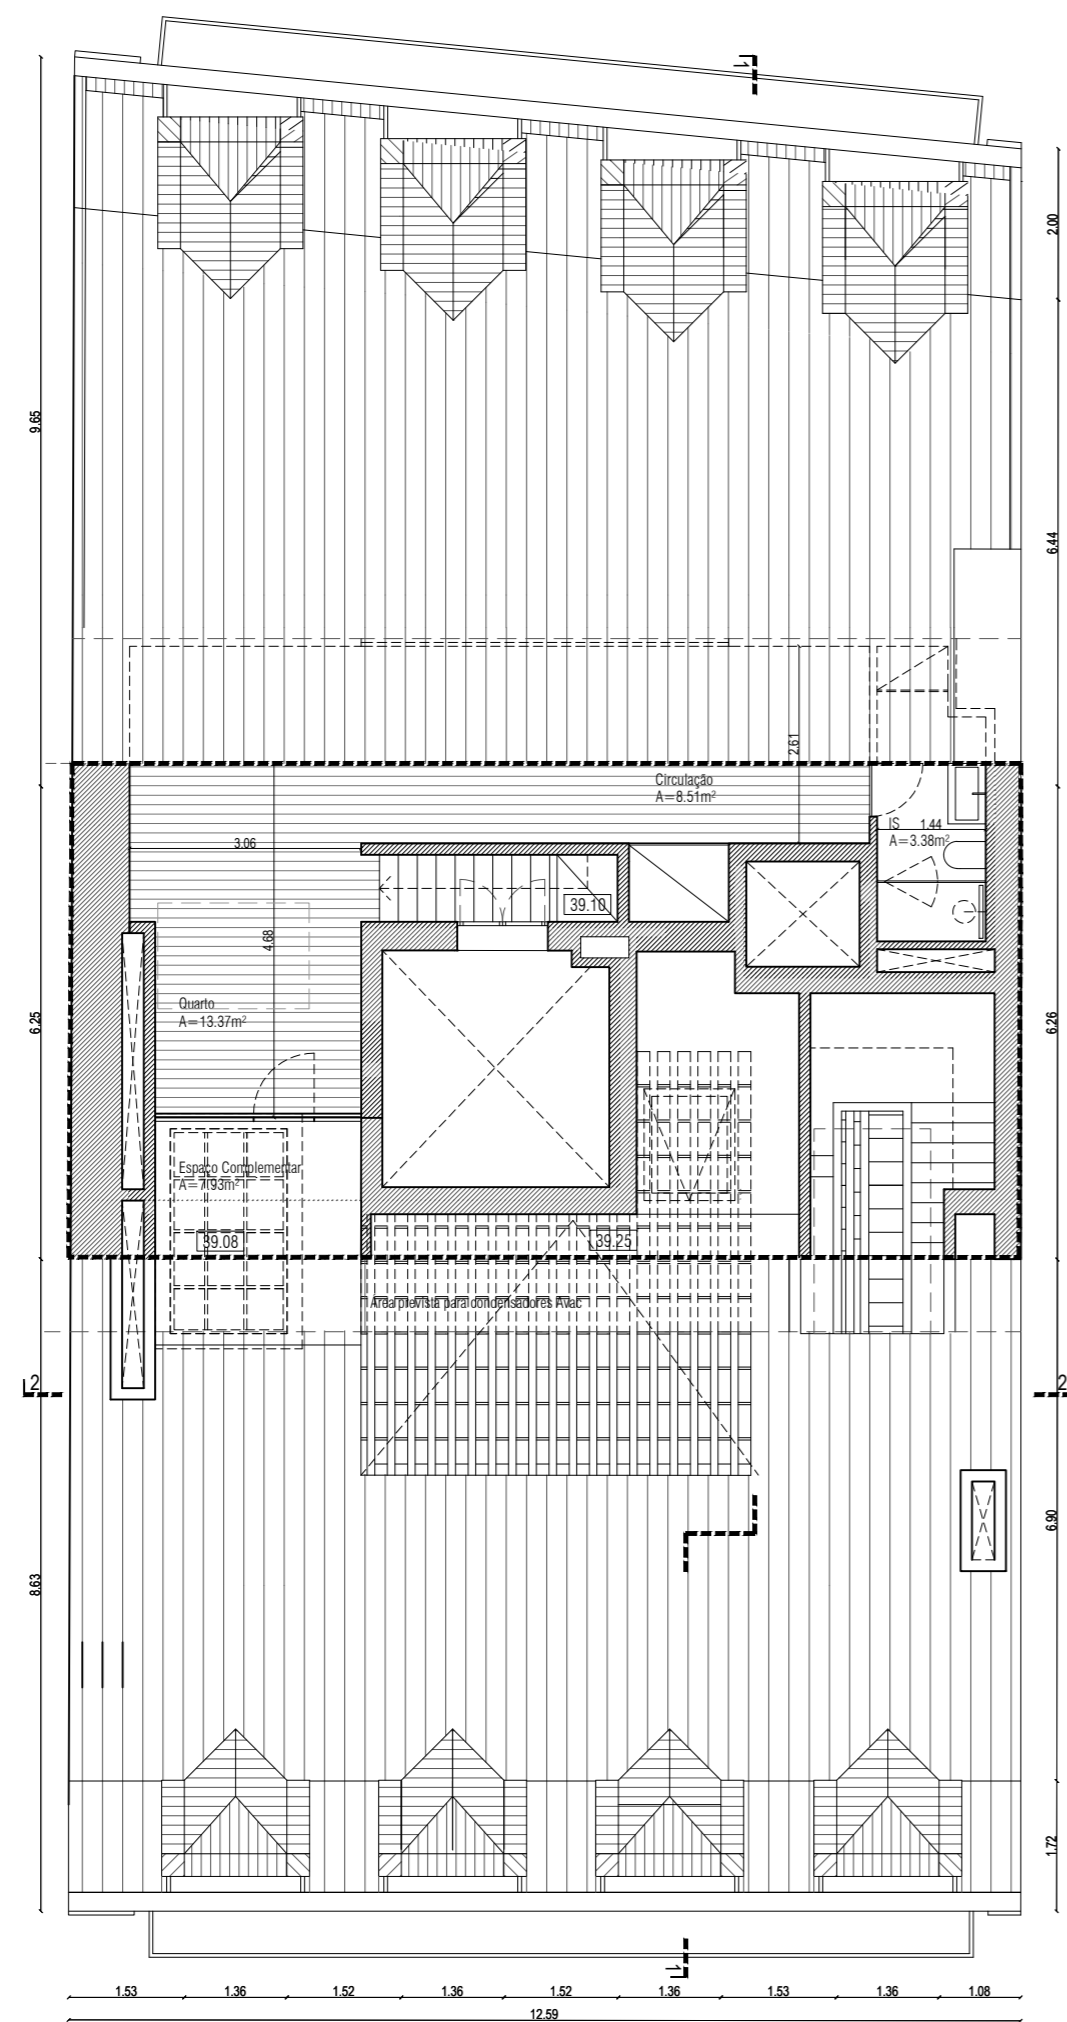 1
2.00
9.65
6.44
2.61
Circulação
A=8.51m²
IS 1.44
A=3.38m²
3.06
39.10
4.68
Quarto
A=13.37m²
6.25
6.26
Espaço Complementar
A=7.93m²
39.08
39.25
Área prevista para condensadores Avac
2
2
6.90
8.63
1.72
1
1.53 1.36 1.52 1.36 1.52 1.36 1.53 1.36 1.08
12.59